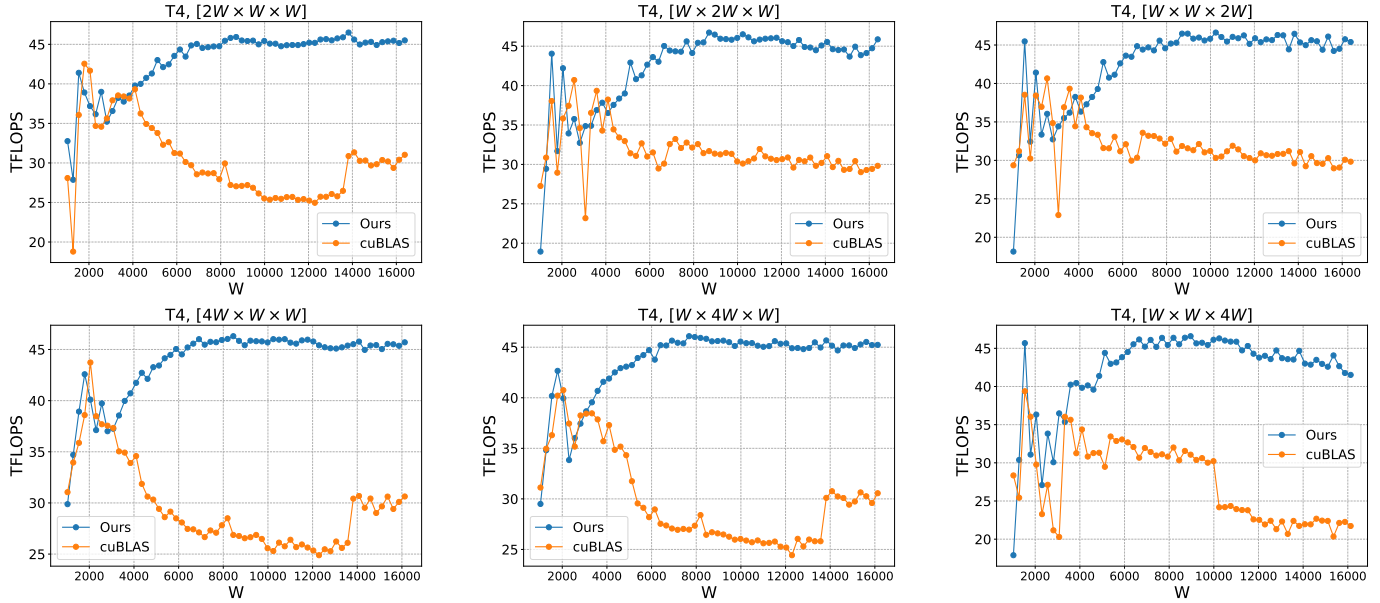 T4, [2W × W × W]
TFLOPS
45
40
35
30
25
20
Ours
cuBLAS
2000 4000 6000 8000 10000 12000 14000 16000
W
T4, [W × 2W × W]
TFLOPS
45
40
35
30
25
20
Ours
cuBLAS
2000 4000 6000 8000 10000 12000 14000 16000
W
T4, [W × W × 2W]
TFLOPS
45
40
35
30
25
20
Ours
cuBLAS
2000 4000 6000 8000 10000 12000 14000 16000
W
T4, [4W × W × W]
TFLOPS
45
40
35
30
25
Ours
cuBLAS
2000 4000 6000 8000 10000 12000 14000 16000
W
T4, [W × 4W × W]
TFLOPS
45
40
35
30
25
Ours
cuBLAS
2000 4000 6000 8000 10000 12000 14000 16000
W
T4, [W × W × 4W]
TFLOPS
45
40
35
30
25
20
Ours
cuBLAS
2000 4000 6000 8000 10000 12000 14000 16000
W